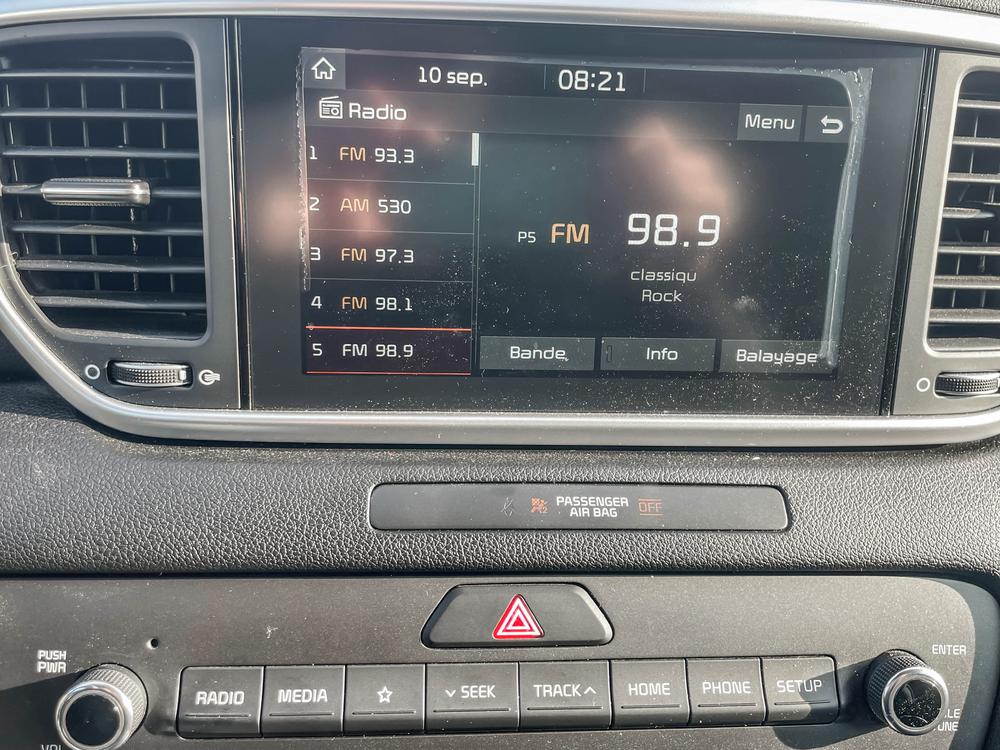 10 sep. 08:21
Radio
Menu
1 FM 93.3
2 AM 530
3 FM 97.3
4 FM 98.1
5 FM 98.9
P5 FM 98.9
classiqu
Rock
Bande
Info
Balayage
PASSENGER
AIR BAG
OFF
PUSH
PWR
VOL
RADIO
MEDIA
SEEK
TRACK
HOME
PHONE
SETUP
ENTER